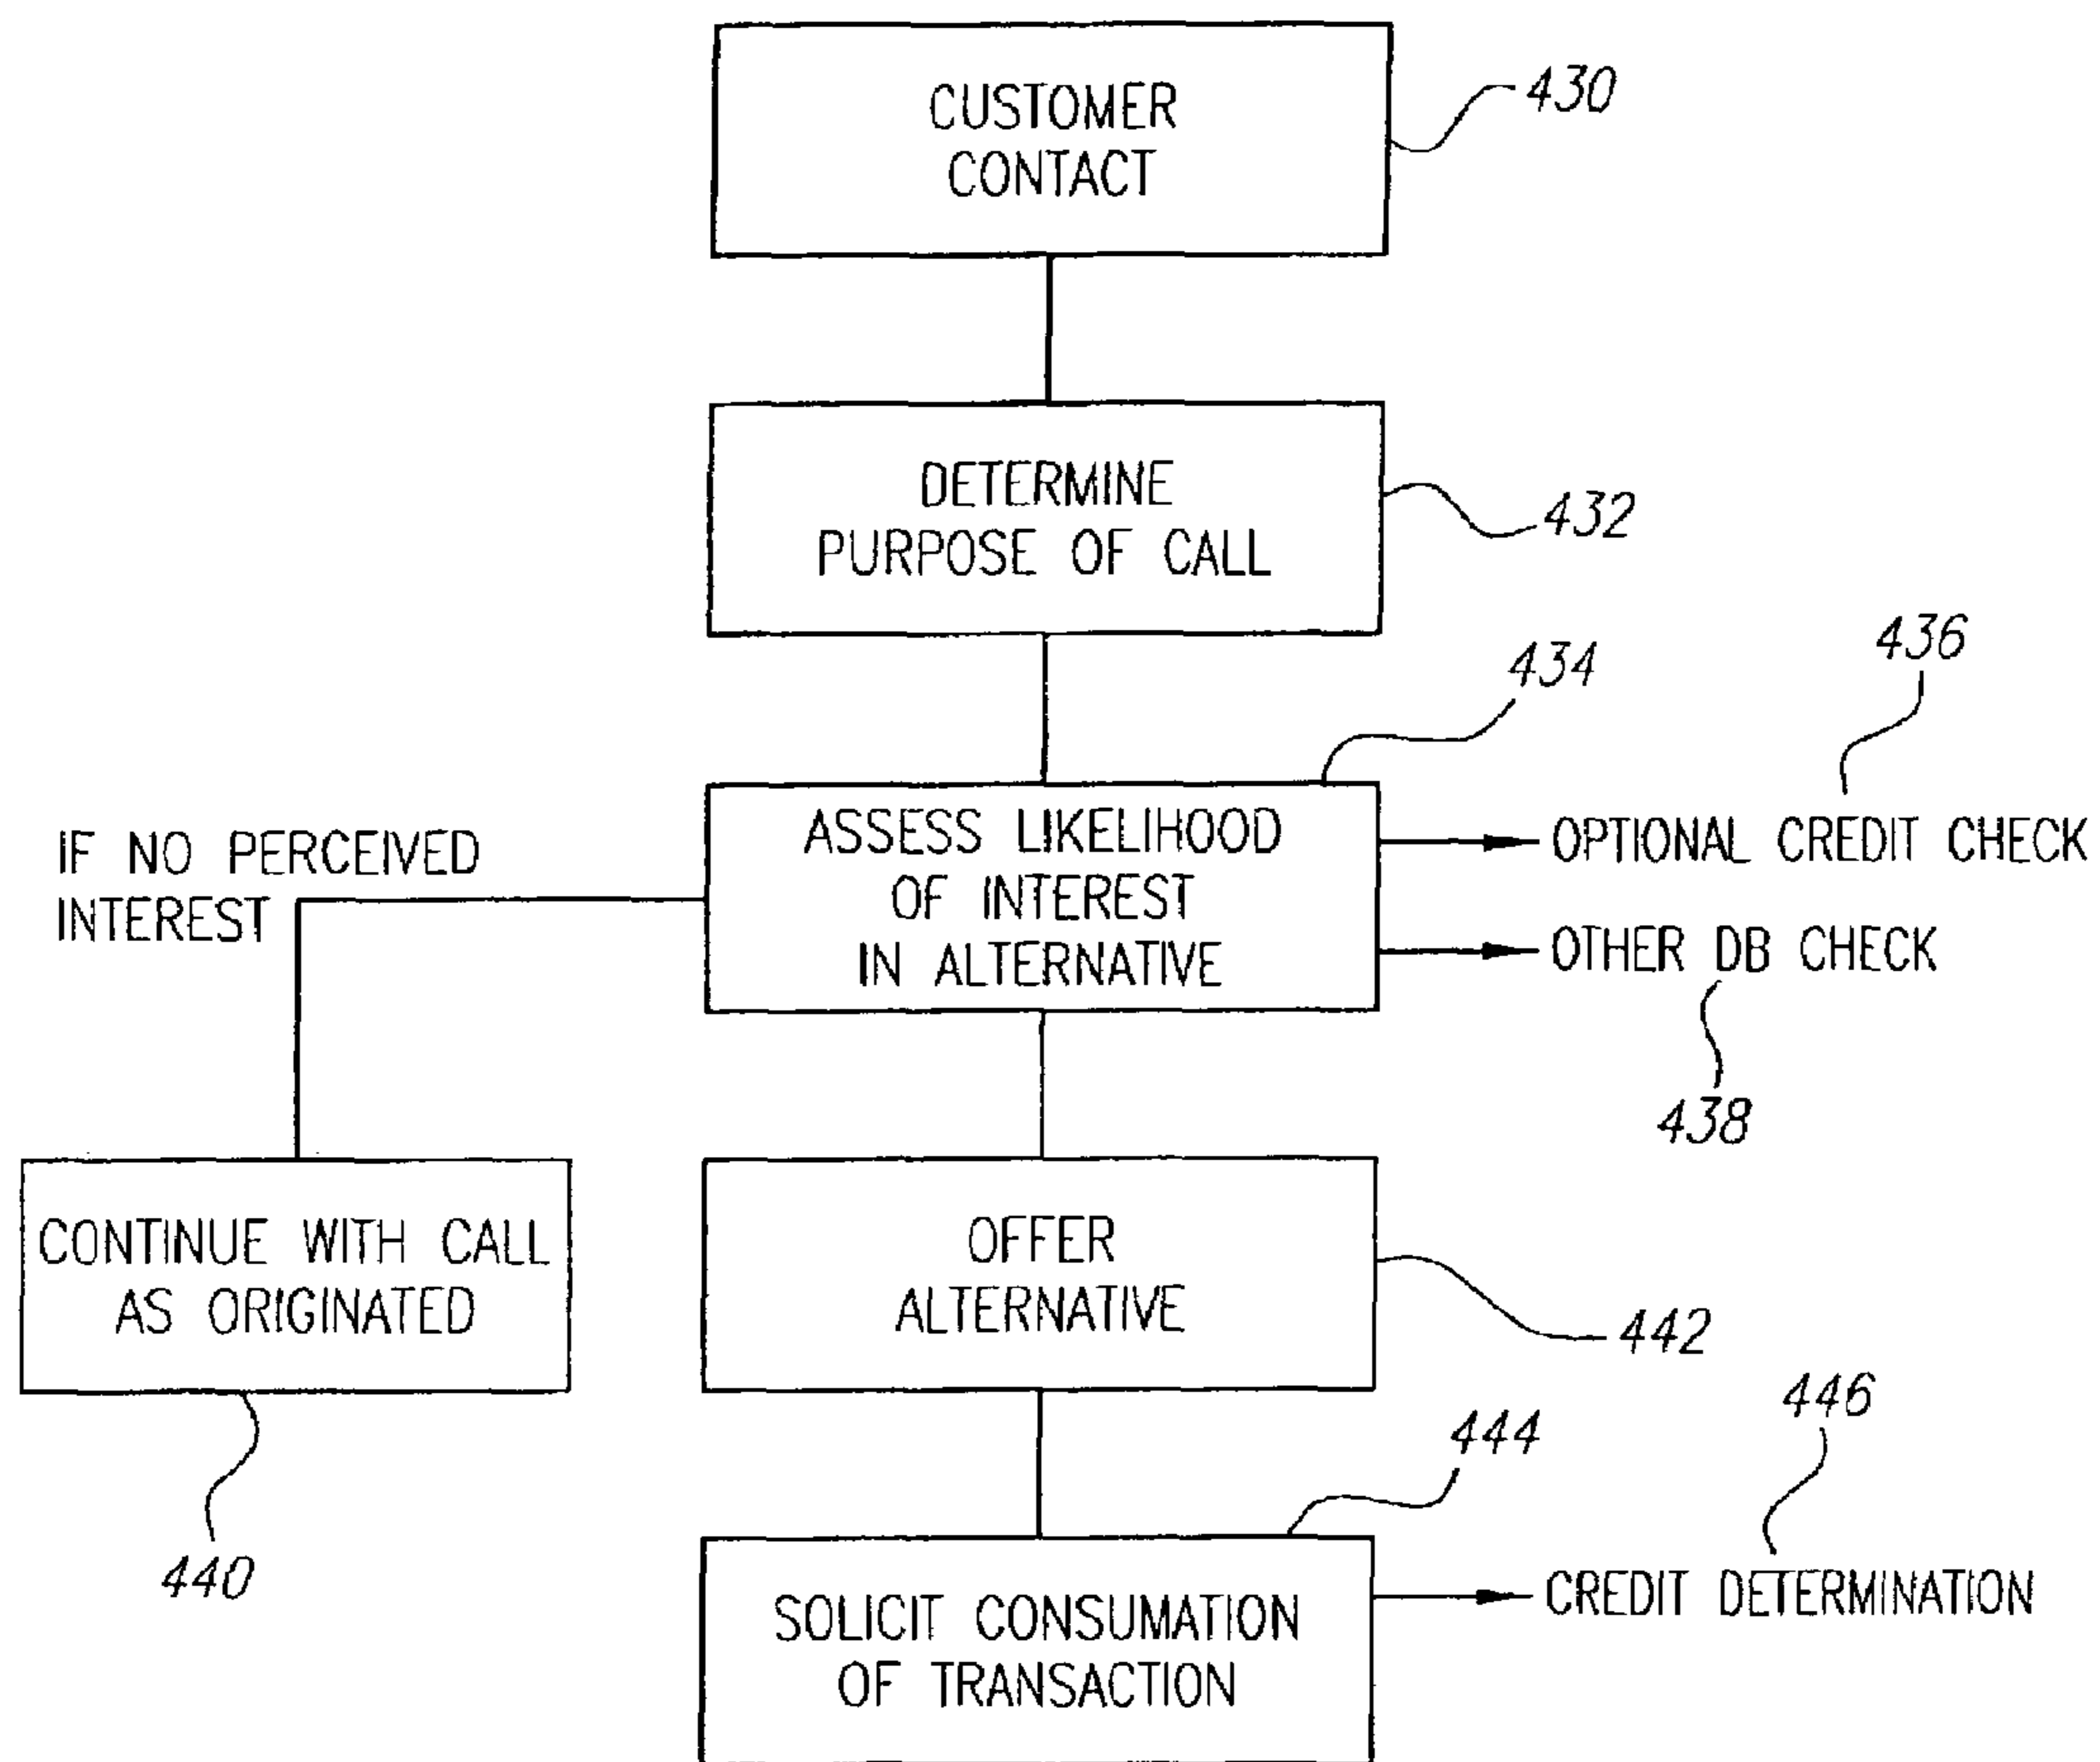 CUSTOMER
CONTACT
430
DETERMINE
PURPOSE OF CALL
432
434
436
IF NO PERCEIVED
INTEREST
ASSESS LIKELIHOOD
OF INTEREST
IN ALTERNATIVE
OPTIONAL CREDIT CHECK
OTHER DB CHECK
438
CONTINUE WITH CALL
AS ORIGINATED
440
OFFER
ALTERNATIVE
442
444
446
SOLICIT CONSUMATION
OF TRANSACTION
CREDIT DETERMINATION